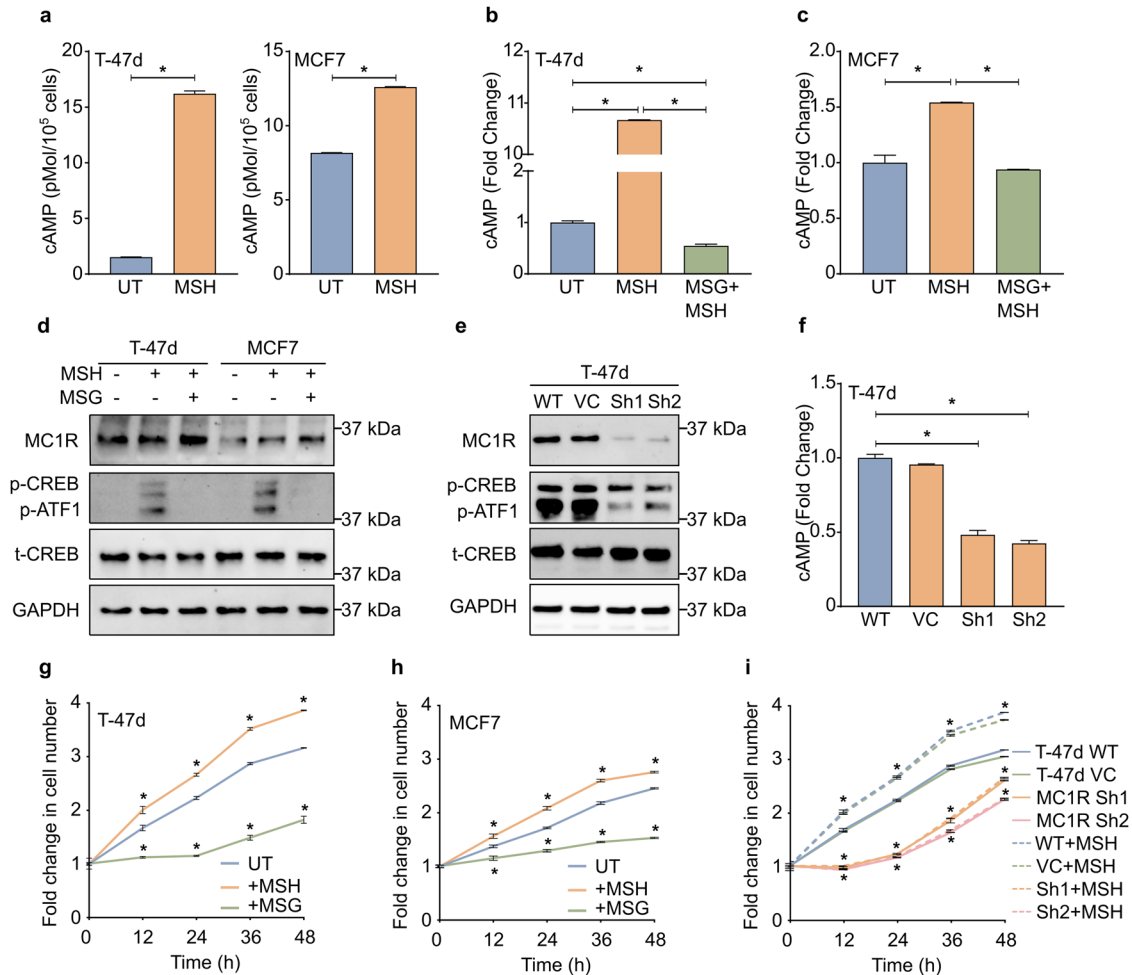 a
b
c
T-47d
MCF7
T-47d
MCF7
cAMP (pMol/10⁵ cells)
20
15
10
5
0
*
UT MSH
cAMP (pMol/10⁵ cells)
15
10
5
0
*
UT MSH
cAMP (Fold Change)
12
11
10
2
1
0
*
* *
UT MSH MSG+
MSH
cAMP (Fold Change)
2.0
1.5
1.0
0.5
0
* *
UT MSH MSG+
MSH
d
T-47d MCF7
MSH - + + - + +
MSG - - + - - +
MC1R 37 kDa
p-CREB
p-ATF1 37 kDa
t-CREB
37 kDa
GAPDH 37 kDa
e
T-47d
WT VC Sh1 Sh2
MC1R 37 kDa
p-CREB
p-ATF1
37 kDa
t-CREB
37 kDa
GAPDH 37 kDa
f
T-47d
cAMP (Fold Change)
1.5
1.0
0.5
0
*
*
WT VC Sh1 Sh2
g
T-47d
Fold change in cell number
4
3
2
1
0
* * * *
* * * *
UT
+MSH
+MSG
0 12 24 36 48
Time (h)
h
MCF7
Fold change in cell number
4
3
2
1
0
* * * *
* * * *
UT
+MSH
+MSG
0 12 24 36 48
Time (h)
i
Fold change in cell number
4
3
2
1
0
* * * *
* * * *
* * * *
T-47d WT
T-47d VC
MC1R Sh1
MC1R Sh2
WT+MSH
VC+MSH
Sh1+MSH
Sh2+MSH
0 12 24 36 48
Time (h)